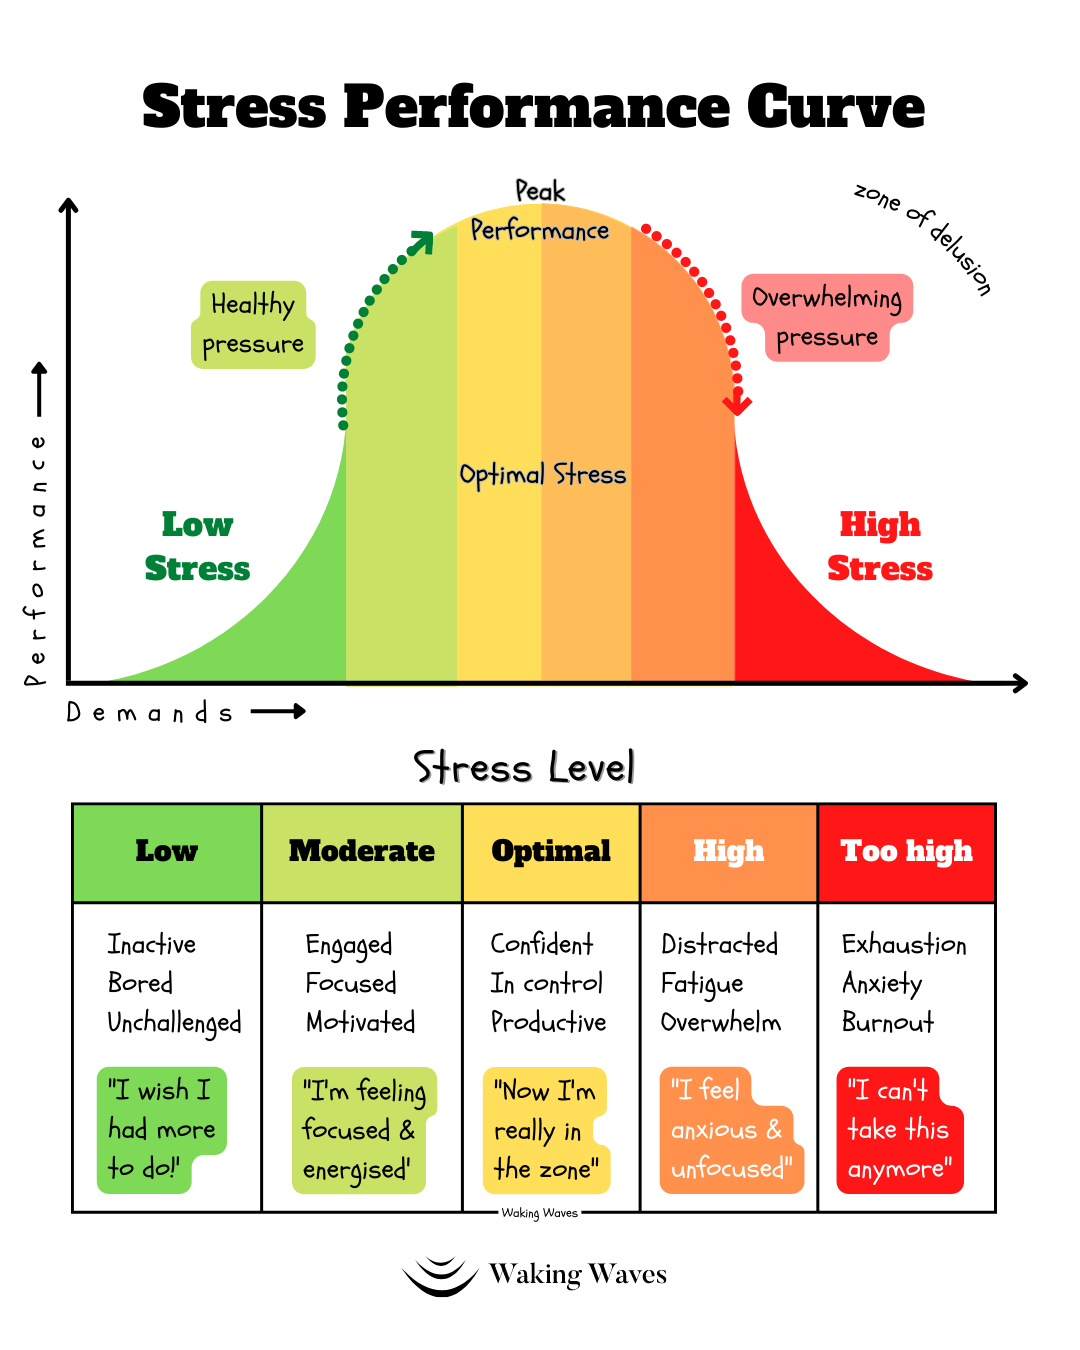 Stress Performance Curve
Peak
Performance
zone of delusion
Healthy
pressure
Overwhelming
pressure
Optimal Stress
Low
Stress
High
Stress
Performance
Demands
Stress Level
Low
Moderate
Optimal
High
Too high
Inactive
Bored
Unchallenged
Engaged
Focused
Motivated
Confident
In control
Productive
Distracted
Fatigue
Overwhelm
Exhaustion
Anxiety
Burnout
"I wish I
had more
to do!'
"I'm feeling
focused &
energised'
"Now I'm
really in
the zone"
"I feel
anxious &
unfocused"
"I can't
take this
anymore"
Waking Waves
Waking Waves